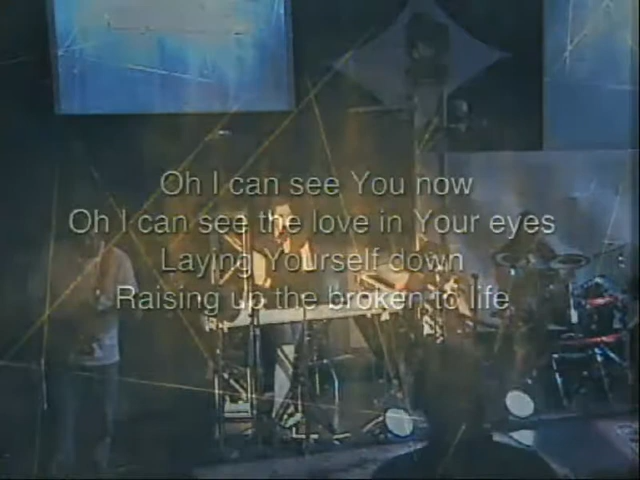 Oh I can see You now
Oh I can see the love in Your eyes
Laying Yourself down
Raising up the broken to life